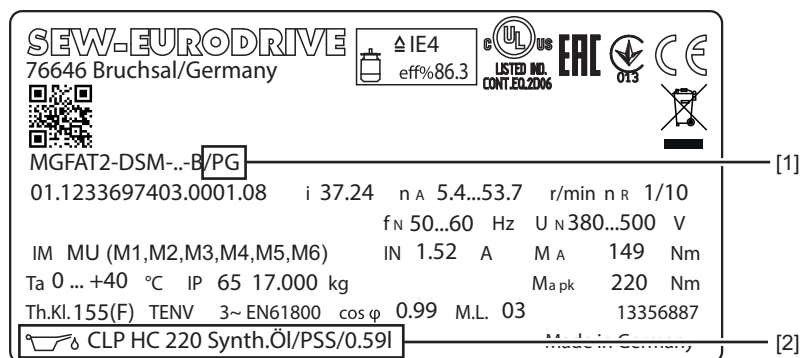 SEW-EURODRIVE
76646 Bruchsal/Germany
≙ IE4
eff% 86.3
c UL us
LISTED IND.
CONT.EQ.2D06
EAC
013
CE
MGFAT2-DSM-..-B/PG
[1]
01.1233697403.0001.08 i 37.24 nA 5.4...53.7 r/min nR 1/10
fN 50...60 Hz UN 380...500 V
IM MU (M1,M2,M3,M4,M5,M6) IN 1.52 A MA 149 Nm
Ta 0 ... +40 °C IP 65 17.000 kg Ma pk 220 Nm
Th.Kl. 155(F) TENV 3~ EN61800 cos φ 0.99 M.L. 03 13356887
CLP HC 220 Synth.Öl/PSS/0.59l Made in Germany
[2]